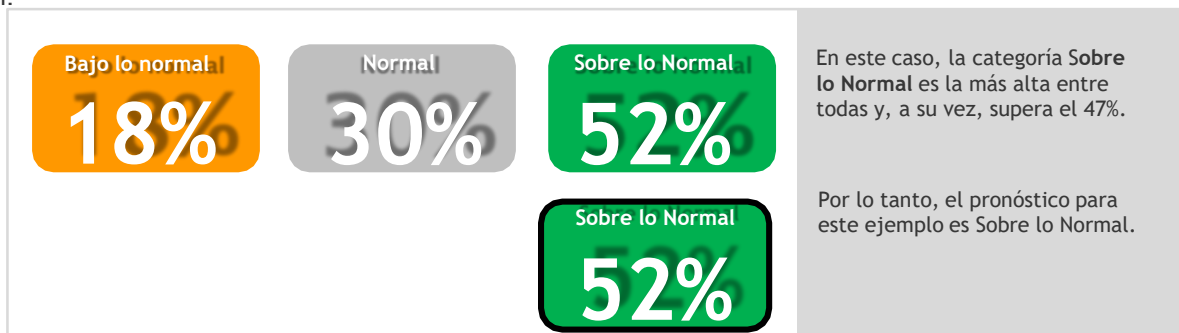 Bajo lo normal
18%
Normal
30%
Sobre lo Normal
52%
En este caso, la categoría Sobre
lo Normal es la más alta entre
todas y, a su vez, supera el 47%.
Sobre lo Normal
52%
Por lo tanto, el pronóstico para
este ejemplo es Sobre lo Normal.